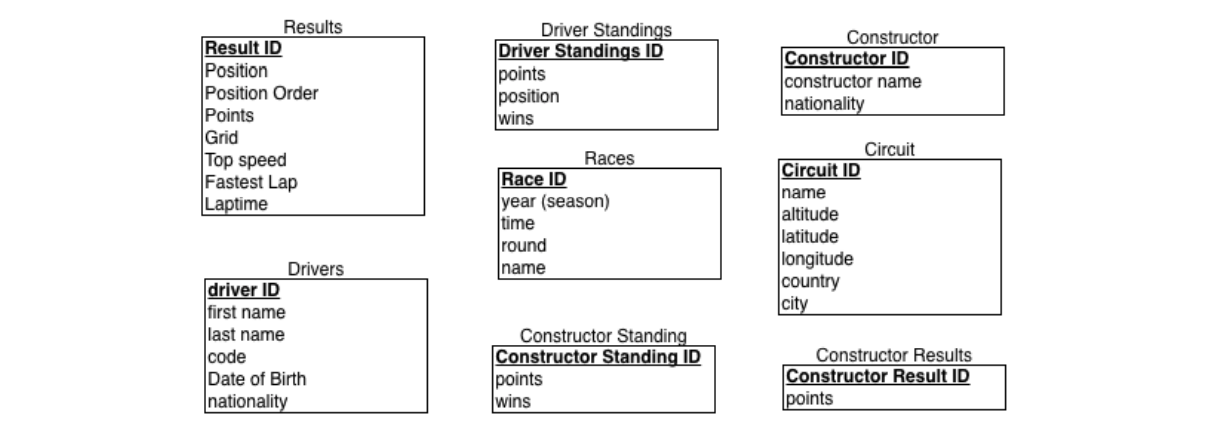 Results
Result ID
Position
Position Order
Points
Grid
Top speed
Fastest Lap
Laptime
Drivers
driver ID
first name
last name
code
Date of Birth
nationality
Driver Standings
Driver Standings ID
points
position
wins
Races
Race ID
year (season)
time
round
name
Constructor Standing
Constructor Standing ID
points
wins
Constructor
Constructor ID
constructor name
nationality
Circuit
Circuit ID
name
altitude
latitude
longitude
country
city
Constructor Results
Constructor Result ID
points